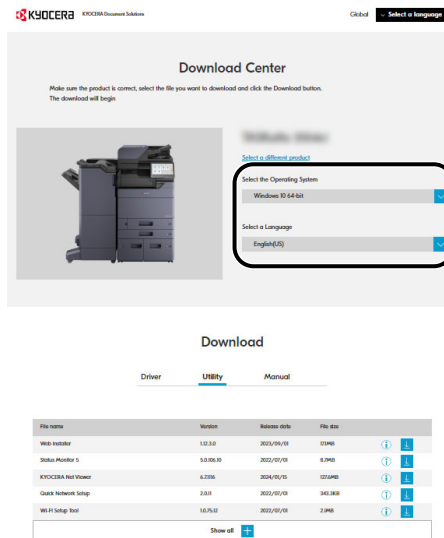 KYOCERA KYOCERA Document Solutions Global Select a language
Download Center
Make sure the product is correct, select the file you want to download and click the Download button.
The download will begin
Select a different product
Select the Operating System
Windows 10 64-bit
Select a Language
English(US)
Download
Driver Utility Manual
File name Version Release date File size
Web Installer 1.12.3.0 2023/09/01 171MB
Status Monitor 5 5.0.106.10 2022/07/01 8.7MB
KYOCERA Net Viewer 2024/01/15 127.6MB
Quick Network Setup 2.0.11 2022/07/01 343.3KB
Wi-Fi Setup Tool 1.0.75.12 2022/07/01 2.9MB
Show all